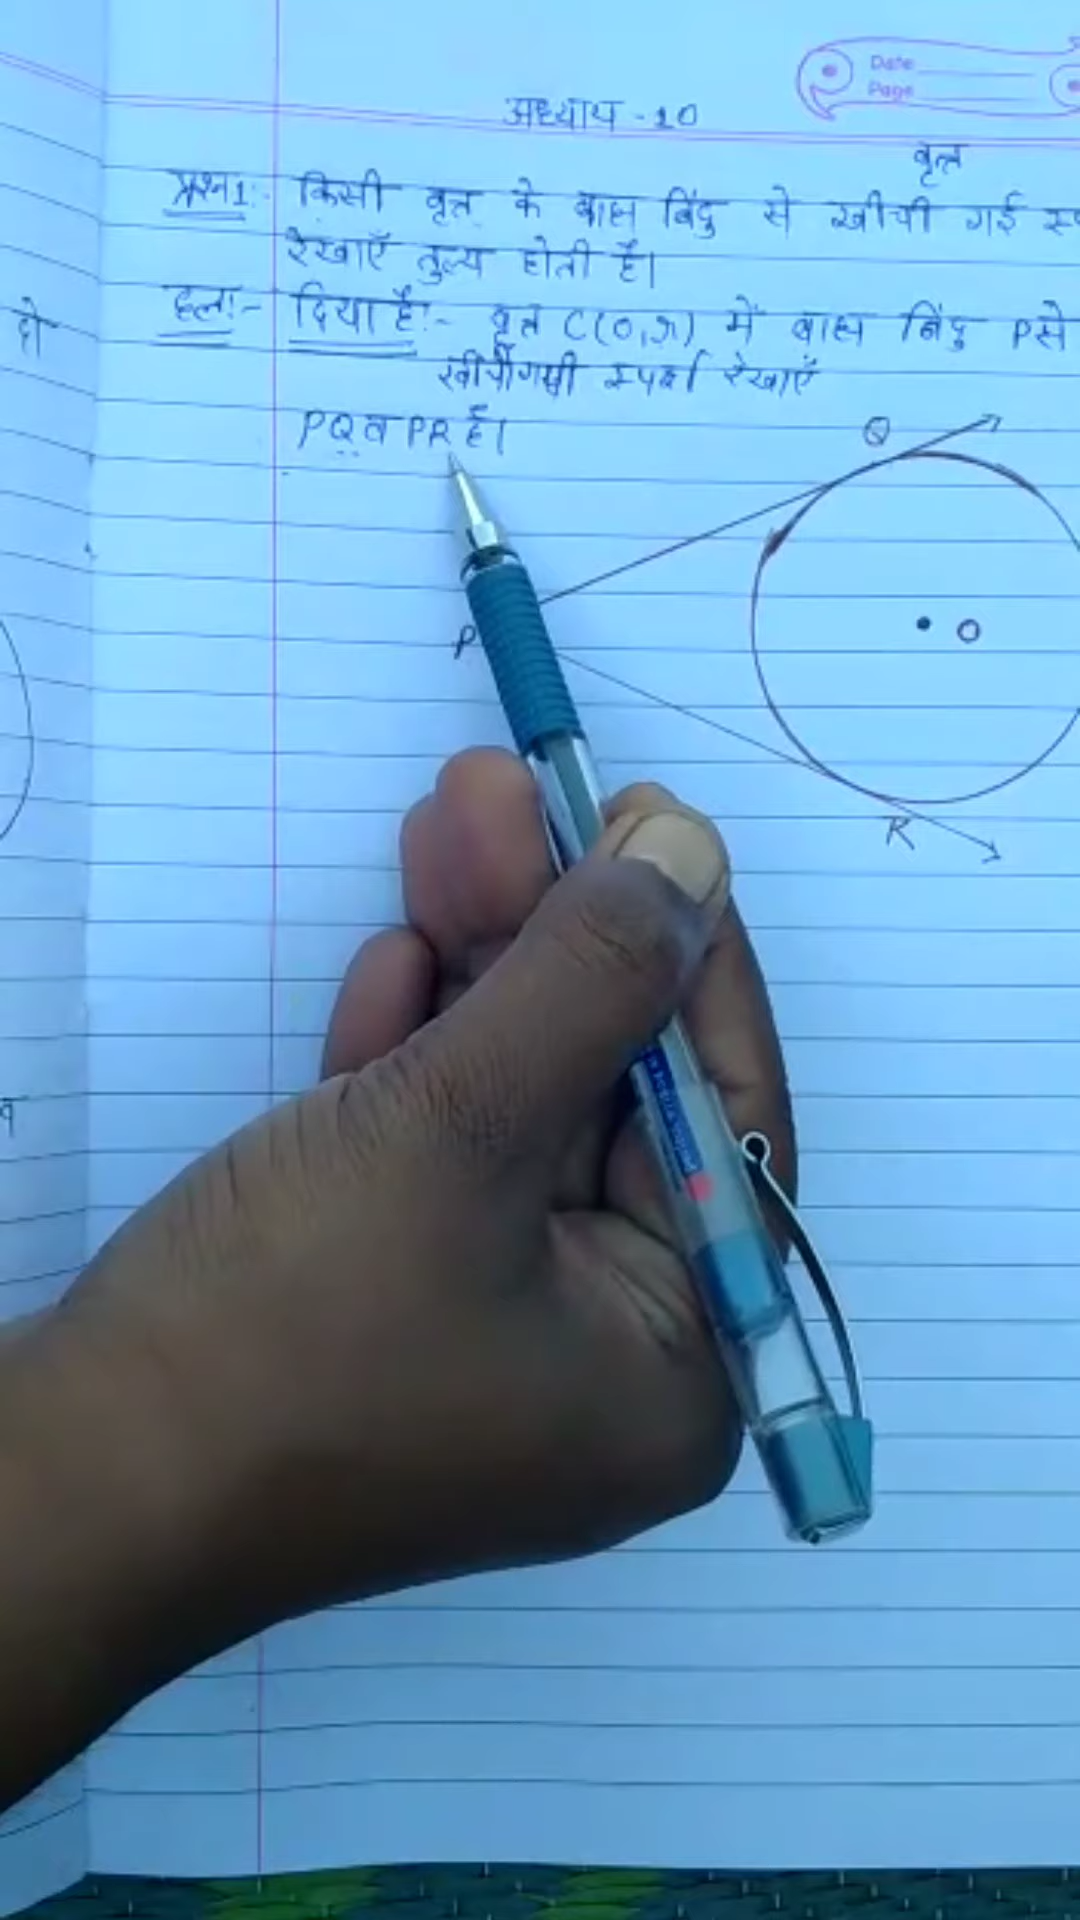 Date
Page
अध्याय - 10
वृत्त
प्रश्न1:- किसी वृत्त के बाह्य बिंदु से खींची गई
रेखाएँ तुल्य होती है।
हल:- दिया है:- वृत्त C(O,r) में बाह्य बिंदु P से
खींची गयी स्पर्श रेखाएँ
PQ व PR है।
दो
Q
P
O
R